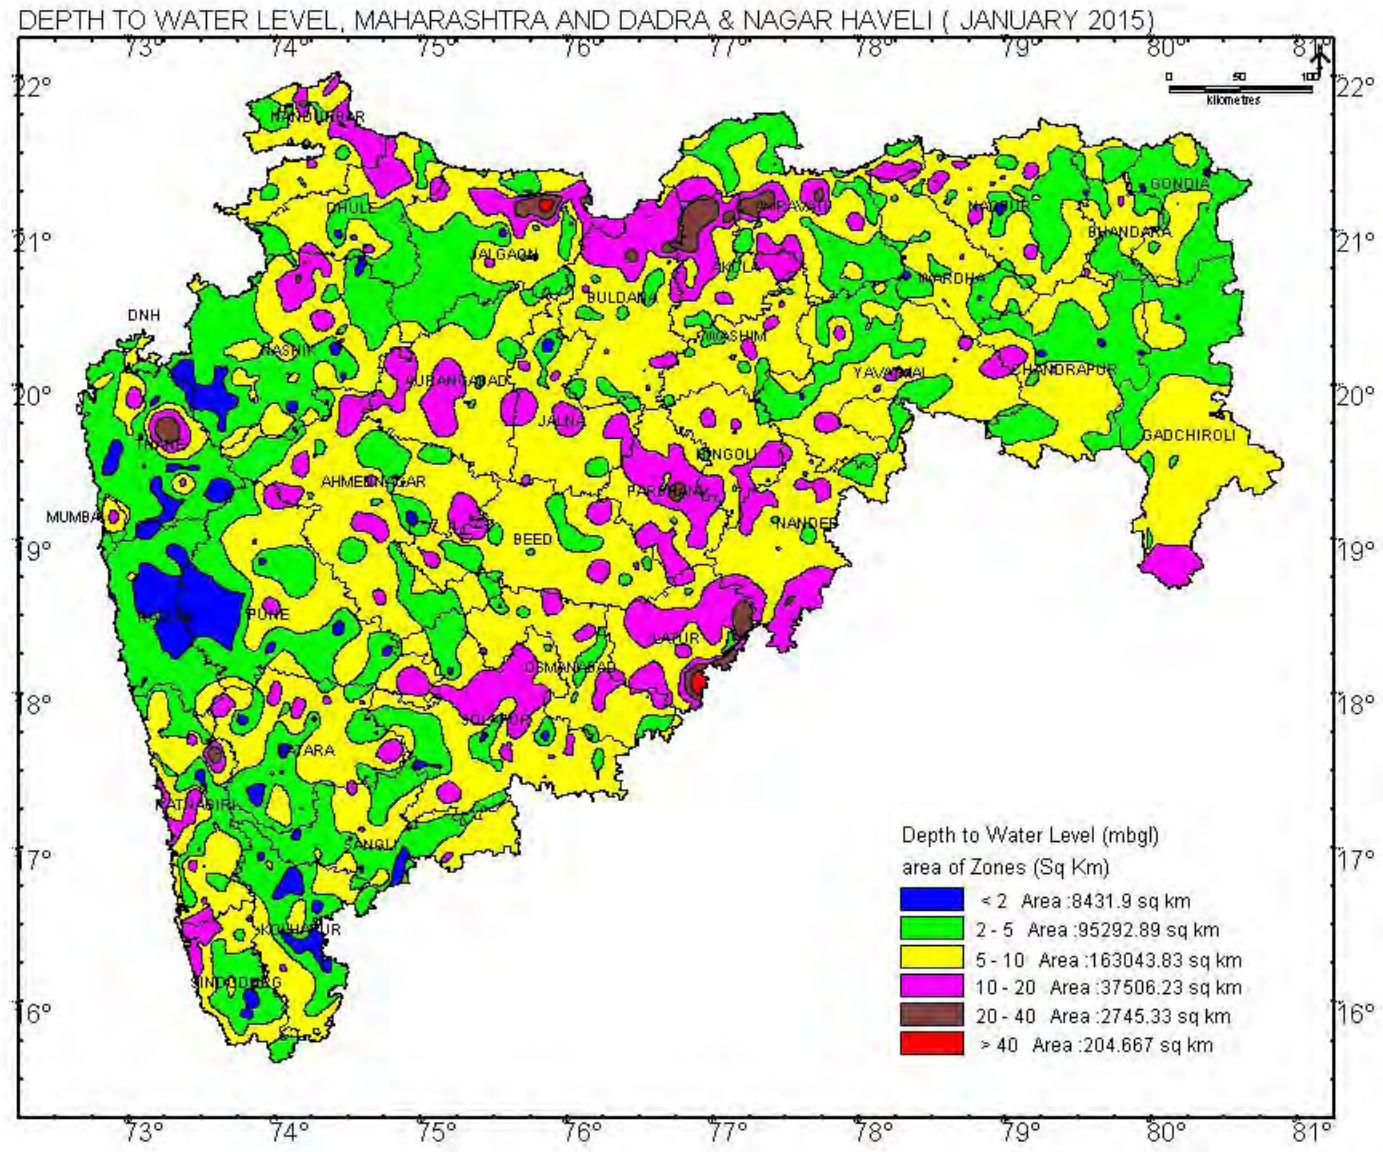 DEPTH TO WATER LEVEL, MAHARASHTRA AND DADRA & NAGAR HAVELI ( JANUARY 2015)
73° 74° 75° 76° 77° 78° 79° 80° 81°
0 50 100
kilometres
22° 22°
NANDURBAR
GONDIA
DHULE
AMRAVATI
NAGPUR
BHANDARA
21° 21°
JALGAON
AKOLA
WARDHA
BULDANA
DNH
WASHIM
NASHIK
YAVATMAL
CHANDRAPUR
AURANGABAD
20° 20°
JALNA
THANE
GADCHIROLI
HINGOLI
AHMEDNAGAR
PARBHANI
MUMBAI
NANDED
BEED
19° 19°
PUNE
LATUR
OSMANABAD
18° 18°
SOLAPUR
SATARA
RATNAGIRI
Depth to Water Level (mbgl)
SANGLI
17° 17°
area of Zones (Sq Km)
< 2 Area :8431.9 sq km
2 - 5 Area :95292.89 sq km
KOLHAPUR
5 - 10 Area :163043.83 sq km
10 - 20 Area :37506.23 sq km
16° 16°
20 - 40 Area :2745.33 sq km
> 40 Area :204.667 sq km
73° 74° 75° 76° 77° 78° 79° 80° 81°